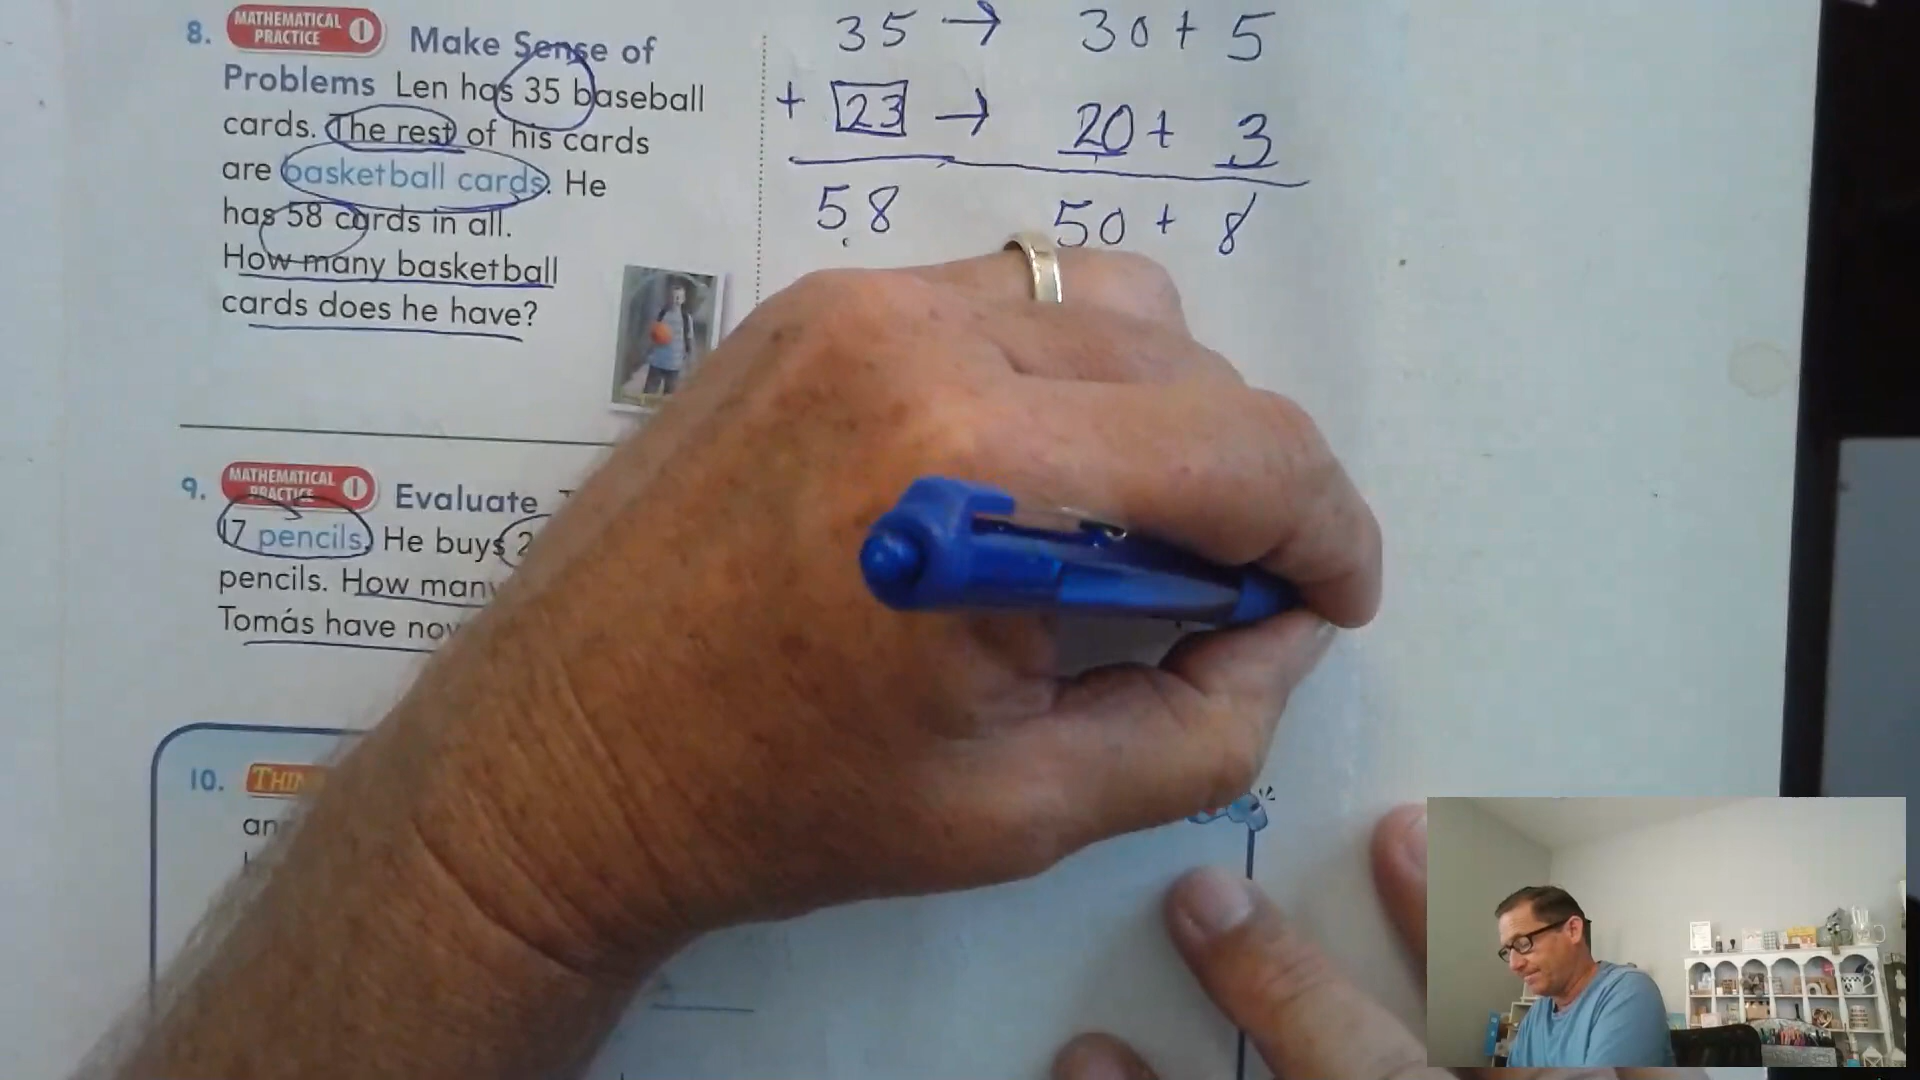 8. MATHEMATICAL PRACTICE 1 Make Sense of
Problems Len has 35 baseball
cards. The rest of his cards
are basketball cards. He
has 58 cards in all.
How many basketball
cards does he have?
35 → 30 + 5
+ 23 → 20 + 3
58 50 + 8
9. MATHEMATICAL PRACTICE 1 Evaluate
17 pencils. He buys 2
pencils. How many
Tomás have now
10.